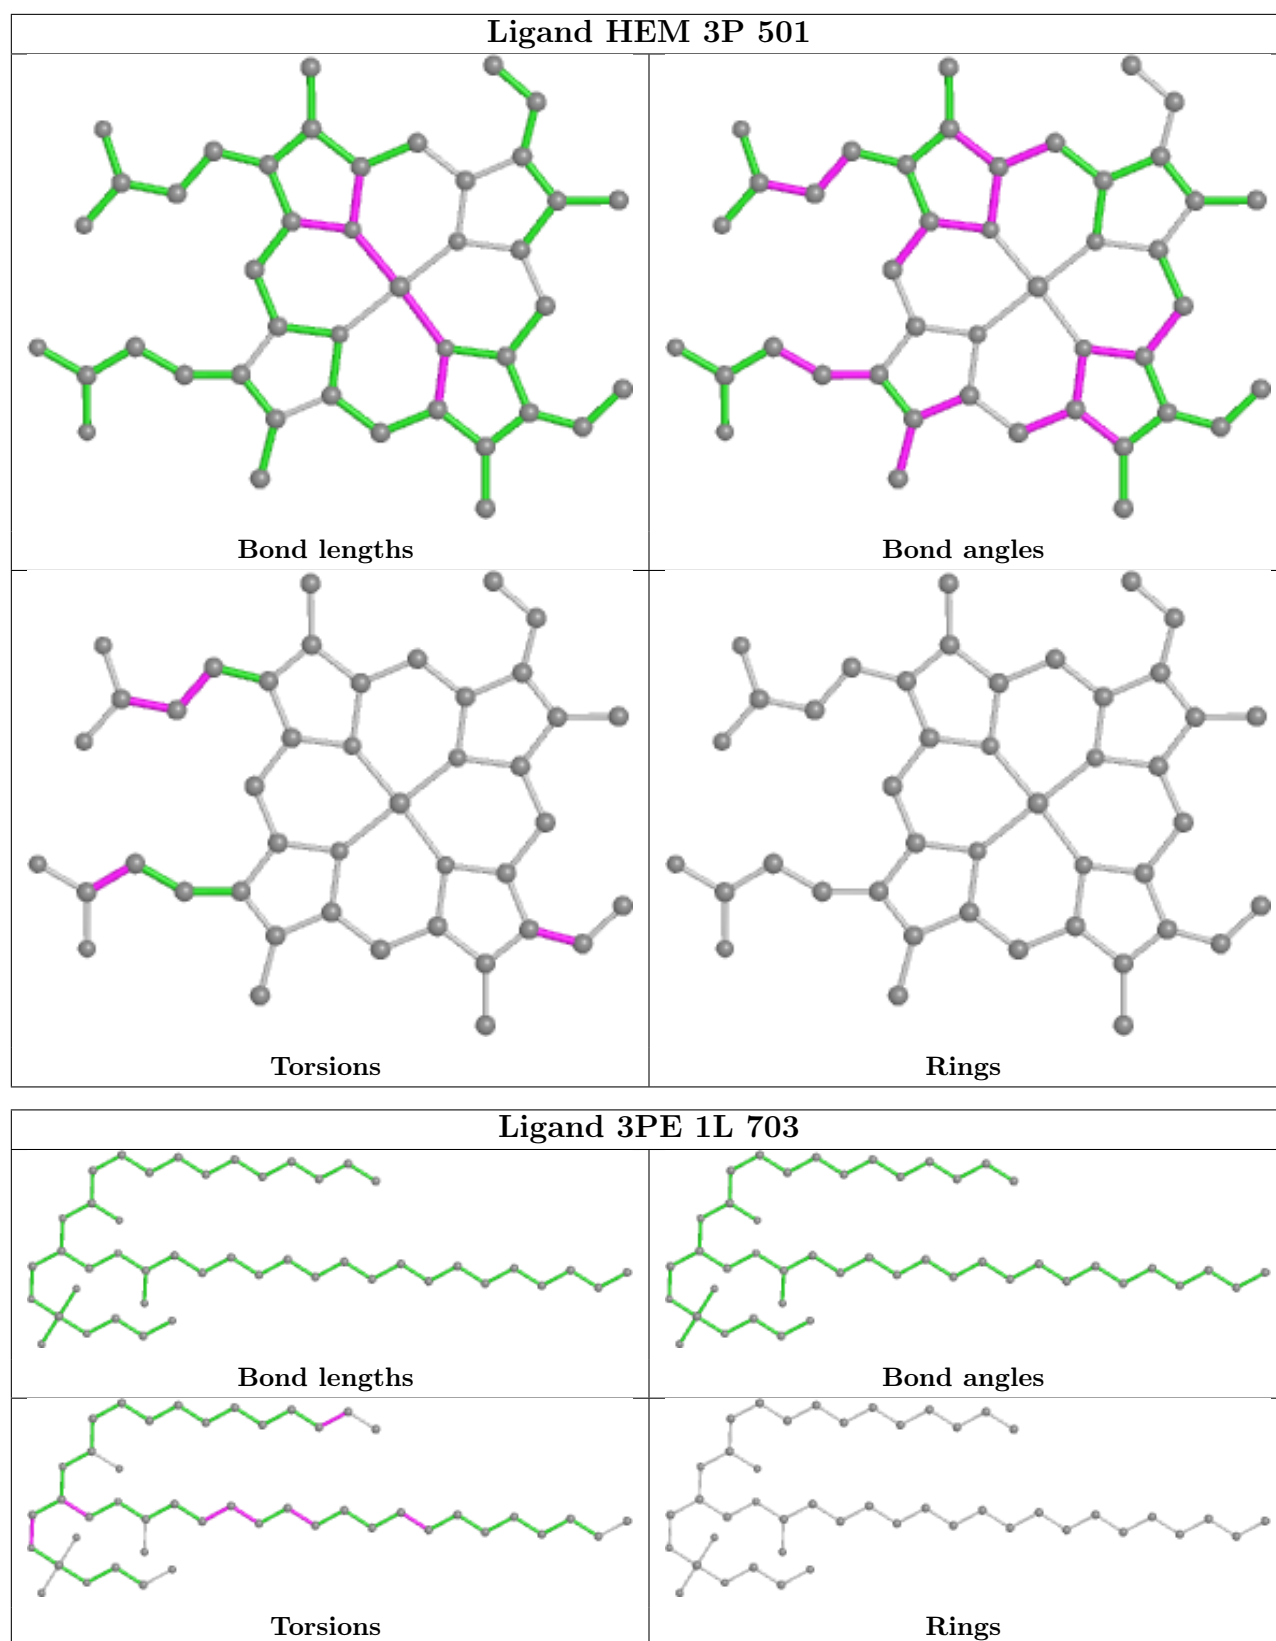 Ligand HEM 3P 501
Bond lengths
Bond angles
Torsions
Rings
Ligand 3PE 1L 703
Bond lengths
Bond angles
Torsions
Rings